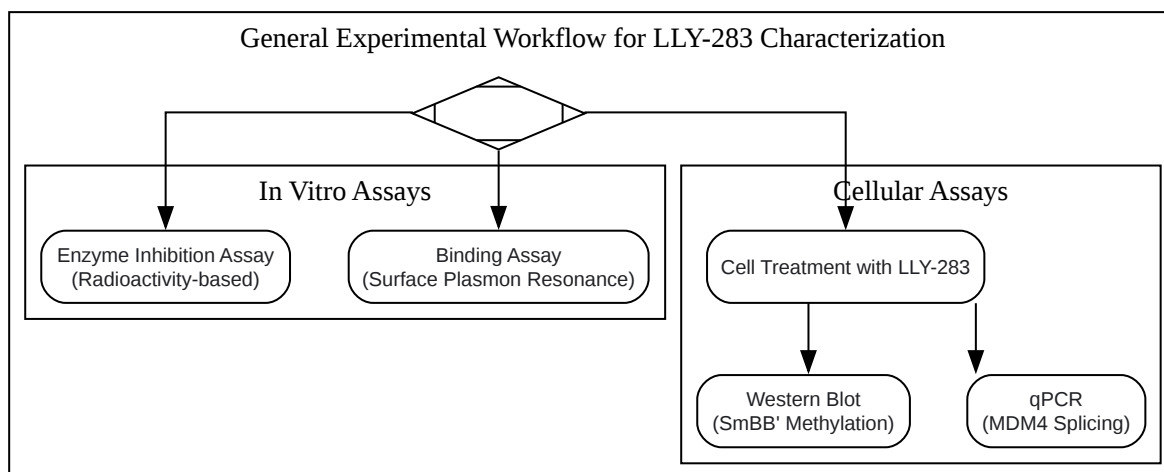 General Experimental Workflow for LLY-283 Characterization
In Vitro Assays
Enzyme Inhibition Assay
(Radioactivity-based)
Binding Assay
(Surface Plasmon Resonance)
Cellular Assays
Cell Treatment with LLY-283
Western Blot
(SmBB' Methylation)
qPCR
(MDM4 Splicing)